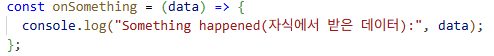 const onSomething = (data) => {
  console.log("Something happened(자식에서 받은 데이터):", data);
};